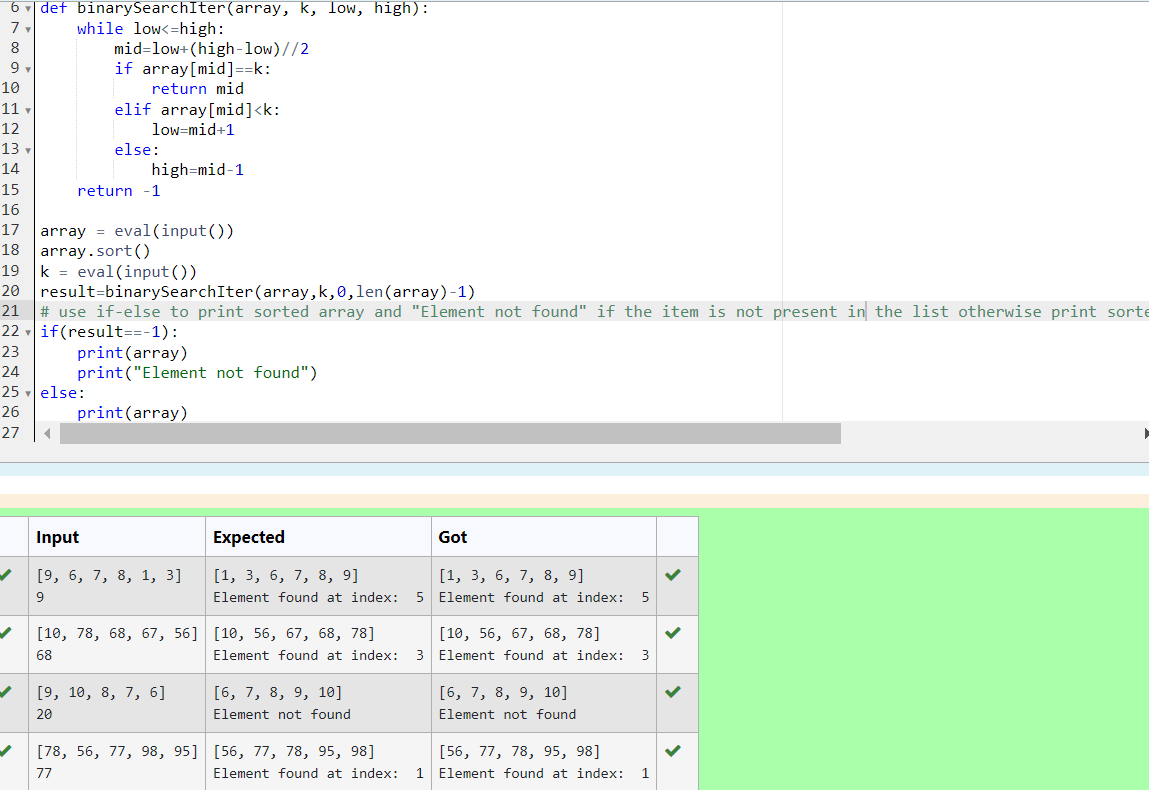 6 def binarySearchIter(array, k, low, high):
7     while low<=high:
8         mid=low+(high-low)//2
9         if array[mid]==k:
10             return mid
11         elif array[mid]<k:
12             low=mid+1
13         else:
14             high=mid-1
15     return -1
16
17 array = eval(input())
18 array.sort()
19 k = eval(input())
20 result=binarySearchIter(array,k,0,len(array)-1)
21 # use if-else to print sorted array and "Element not found" if the item is not present in the list otherwise print sorte
22 if(result==-1):
23     print(array)
24     print("Element not found")
25 else:
26     print(array)
27
Input Expected Got
[9, 6, 7, 8, 1, 3] [1, 3, 6, 7, 8, 9] [1, 3, 6, 7, 8, 9]
9 Element found at index:  5 Element found at index:  5
[10, 78, 68, 67, 56] [10, 56, 67, 68, 78] [10, 56, 67, 68, 78]
68 Element found at index:  3 Element found at index:  3
[9, 10, 8, 7, 6] [6, 7, 8, 9, 10] [6, 7, 8, 9, 10]
20 Element not found Element not found
[78, 56, 77, 98, 95] [56, 77, 78, 95, 98] [56, 77, 78, 95, 98]
77 Element found at index:  1 Element found at index:  1